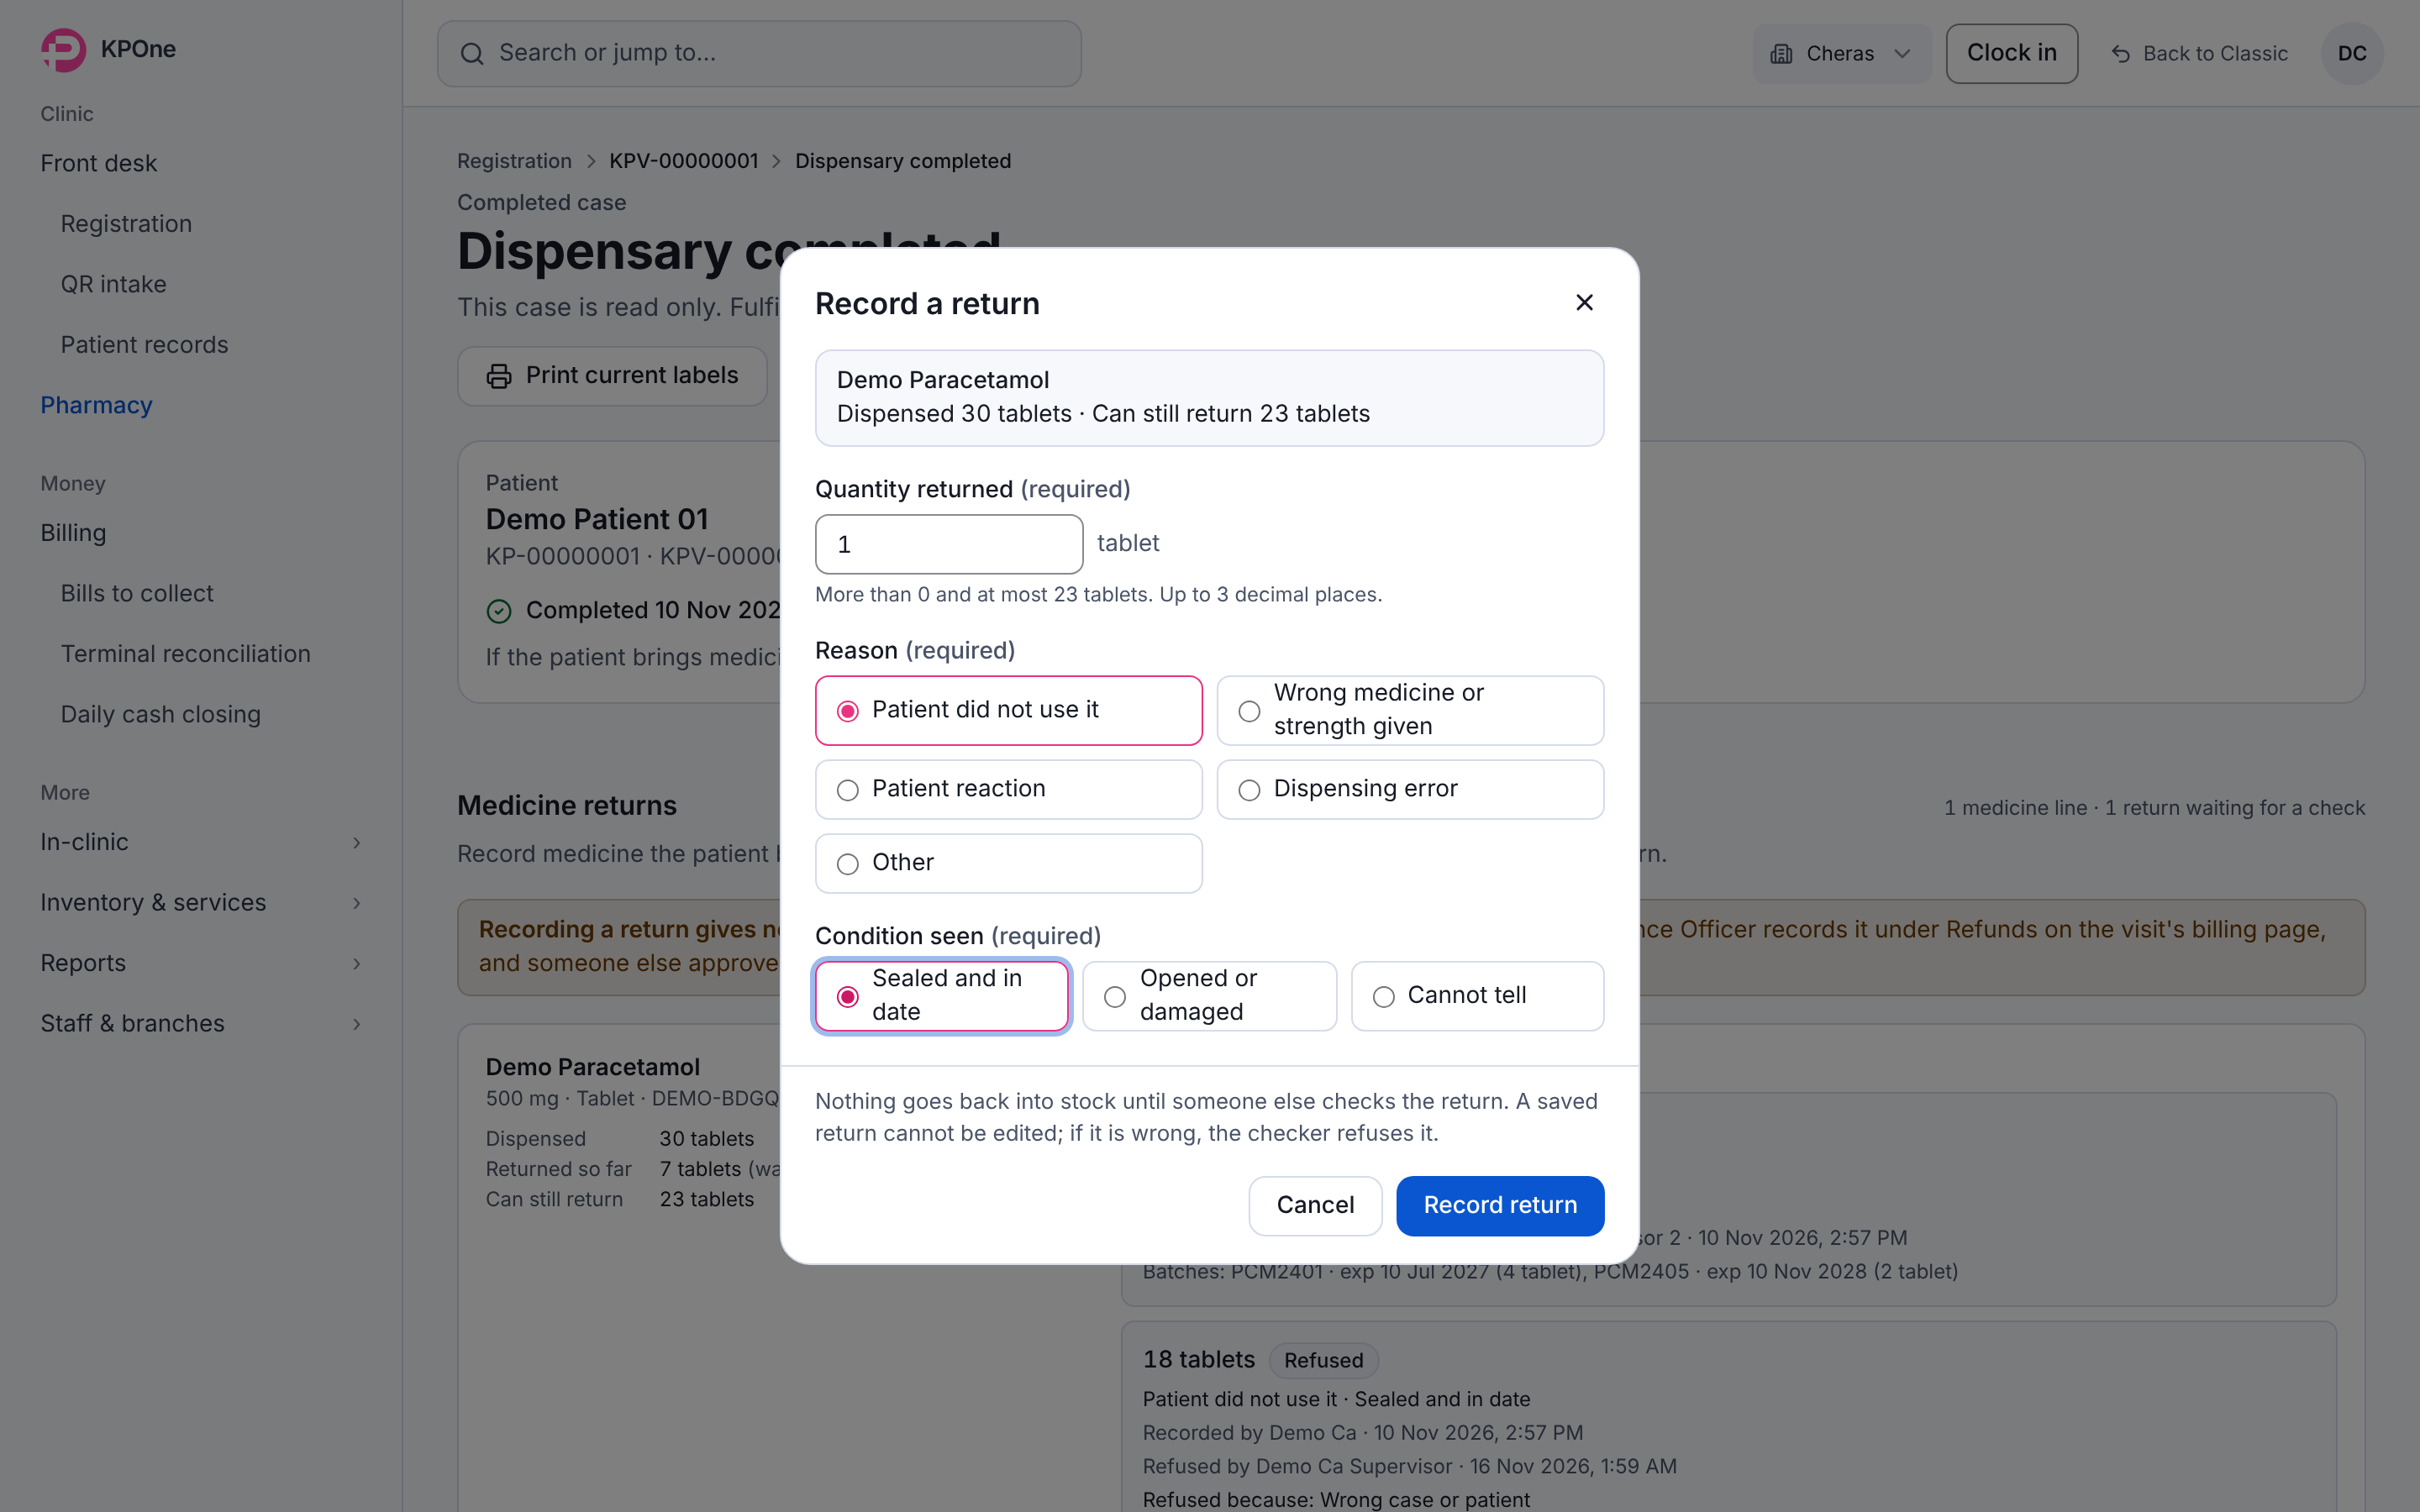 KPOne
Clinic
Front desk
Registration
QR intake
Patient records
Pharmacy
Money
Billing
Bills to collect
Terminal reconciliation
Daily cash closing
More
In-clinic
Inventory & services
Reports
Staff & branches
Search or jump to...
Cheras
Clock in
Back to Classic
DC
Registration > KPV-00000001 > Dispensary completed
Completed case
Dispensary completed
This case is read only.
Print current labels
Patient
Demo Patient 01
KP-00000001 ·
Completed 10 Nov
If the patient brings
Medicine returns
1 medicine line · 1 return waiting for a check
Record medicine the patient
Recording a return gives
Officer records it under Refunds on the visit's billing page,
and someone else
Demo Paracetamol
500 mg · Tablet ·
Dispensed 30 tablets
Returned so far 7 tablets
Can still return 23 tablets
2 · 10 Nov 2026, 2:57 PM
Batches: PCM2401 · exp 10 Jul 2027 (4 tablet), PCM2405 · exp 10 Nov 2028 (2 tablet)
18 tablets Refused
Patient did not use it · Sealed and in date
Recorded by Demo Ca · 10 Nov 2026, 2:57 PM
Refused by Demo Ca Supervisor · 16 Nov 2026, 1:59 AM
Refused because: Wrong case or patient
Record a return
Demo Paracetamol
Dispensed 30 tablets · Can still return 23 tablets
Quantity returned (required)
1 tablet
More than 0 and at most 23 tablets. Up to 3 decimal places.
Reason (required)
Patient did not use it
Wrong medicine or
strength given
Patient reaction
Dispensing error
Other
Condition seen (required)
Sealed and in
date
Opened or
damaged
Cannot tell
Nothing goes back into stock until someone else checks the return. A saved
return cannot be edited; if it is wrong, the checker refuses it.
Cancel
Record return